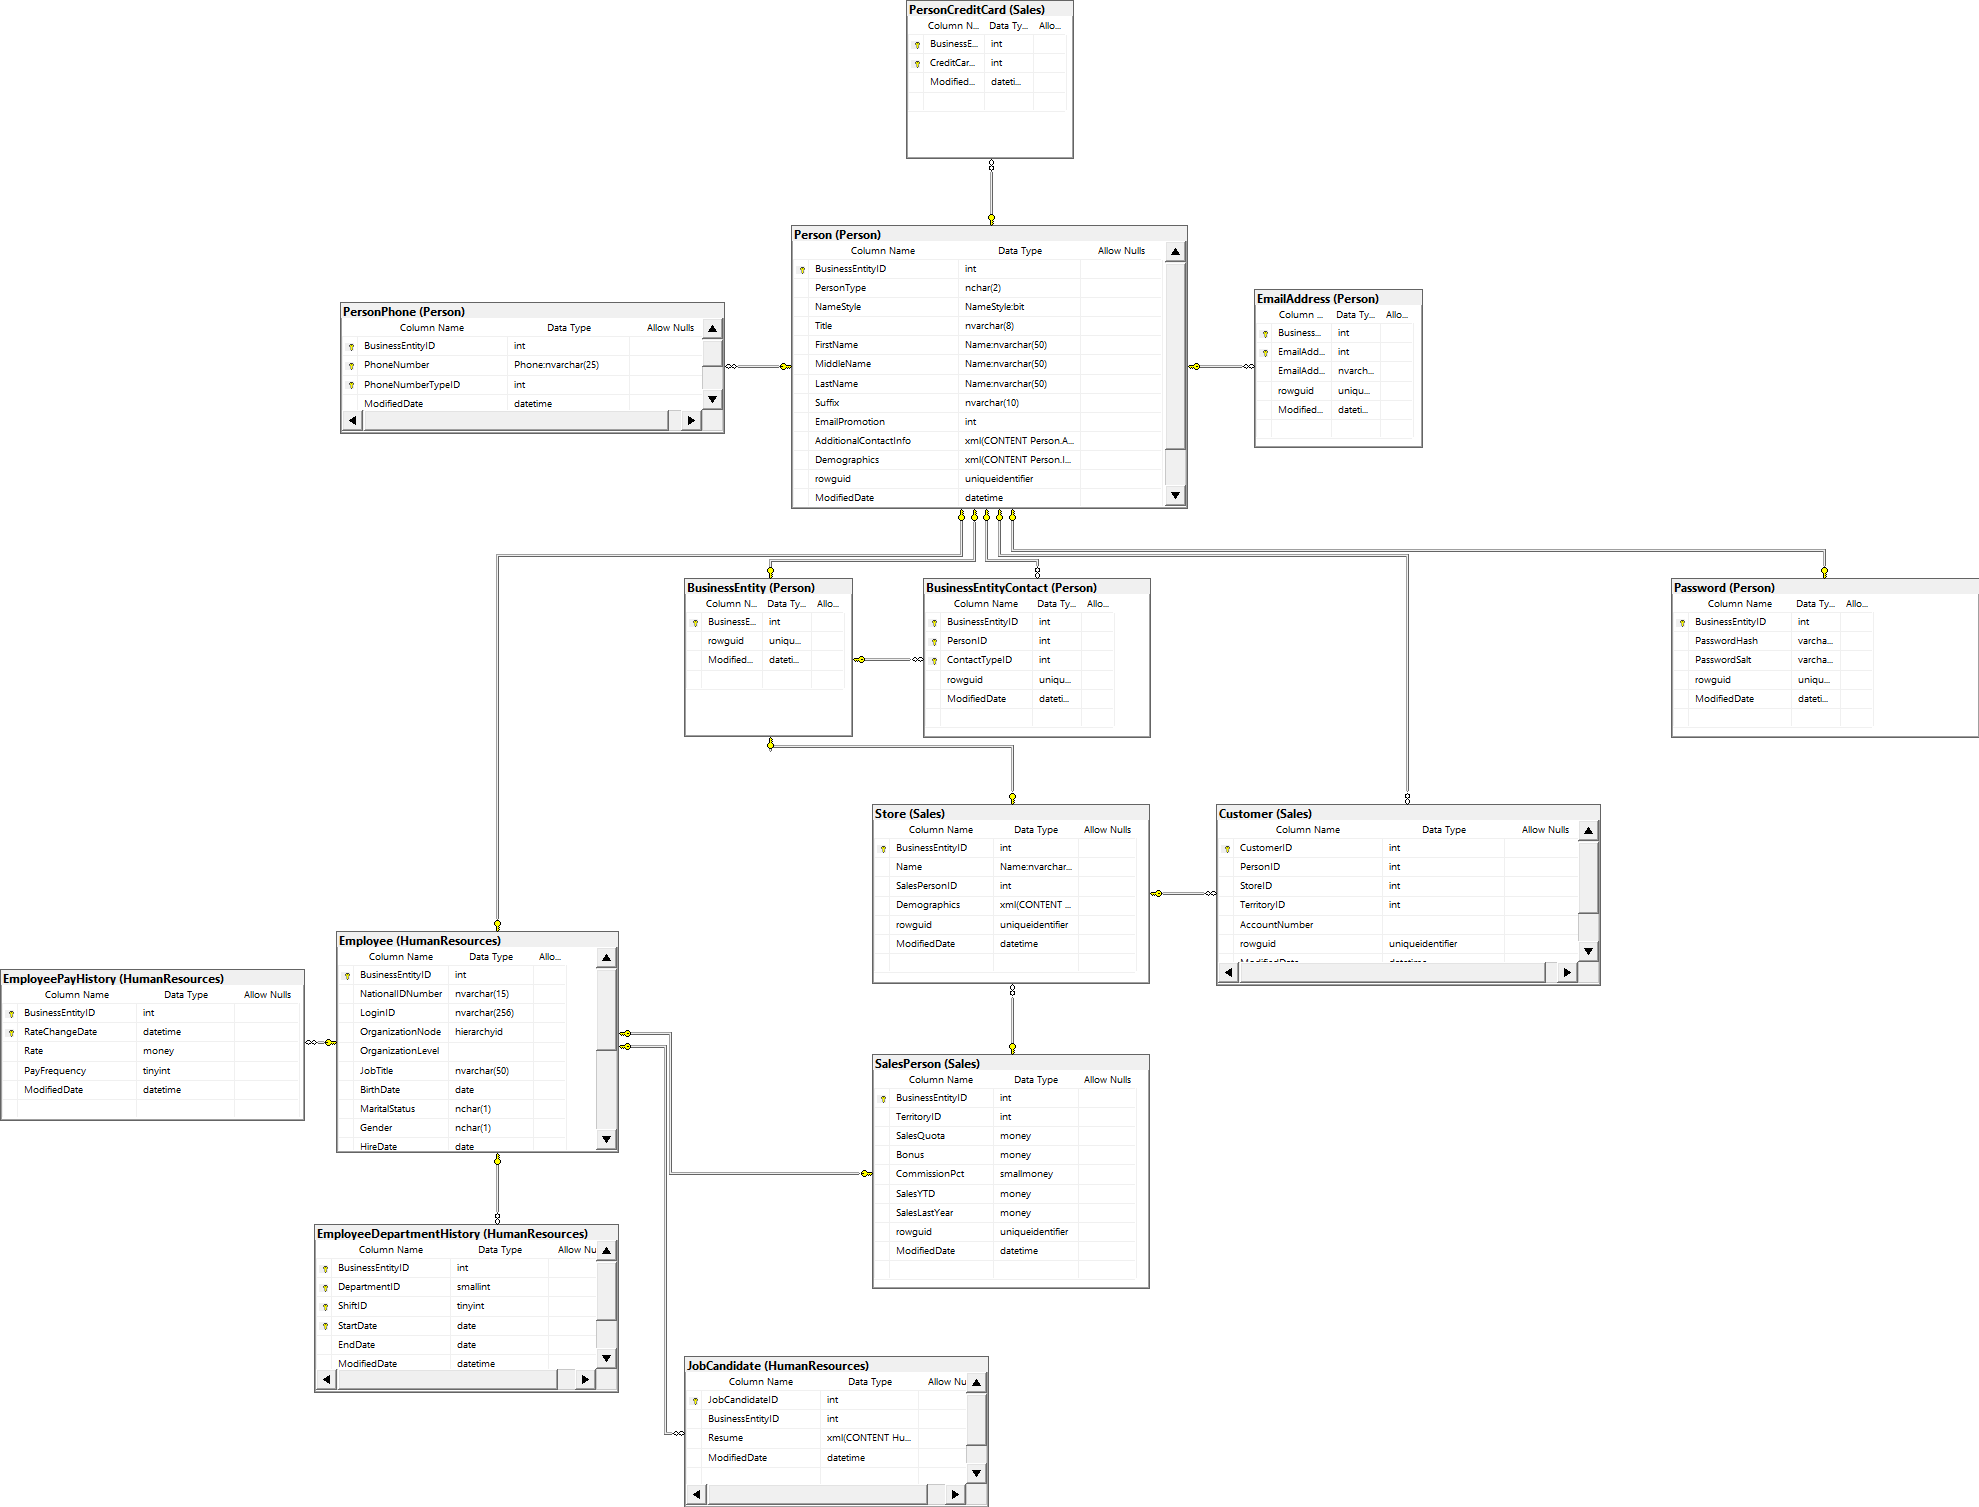 PersonCreditCard (Sales)
Column N... Data Ty... Allo...
BusinessE... int
CreditCar... int
Modified... dateti...
Person (Person)
Column Name Data Type Allow Nulls
BusinessEntityID int
PersonType nchar(2)
NameStyle NameStyle:bit
Title nvarchar(8)
FirstName Name:nvarchar(50)
MiddleName Name:nvarchar(50)
LastName Name:nvarchar(50)
Suffix nvarchar(10)
EmailPromotion int
AdditionalContactInfo xml(CONTENT Person.A...
Demographics xml(CONTENT Person.I...
rowguid uniqueidentifier
ModifiedDate datetime
PersonPhone (Person)
Column Name Data Type Allow Nulls
BusinessEntityID int
PhoneNumber Phone:nvarchar(25)
PhoneNumberTypeID int
ModifiedDate datetime
EmailAddress (Person)
Column ... Data Ty... Allo...
Business... int
EmailAdd... int
EmailAdd... nvarch...
rowguid uniqu...
Modified... dateti...
BusinessEntity (Person)
Column N... Data Ty... Allo...
BusinessE... int
rowguid uniqu...
Modified... dateti...
BusinessEntityContact (Person)
Column Name Data Ty... Allo...
BusinessEntityID int
PersonID int
ContactTypeID int
rowguid uniqu...
ModifiedDate dateti...
Password (Person)
Column Name Data Ty... Allo...
BusinessEntityID int
PasswordHash varcha...
PasswordSalt varcha...
rowguid uniqu...
ModifiedDate dateti...
Store (Sales)
Column Name Data Type Allow Nulls
BusinessEntityID int
Name Name:nvarchar...
SalesPersonID int
Demographics xml(CONTENT ...
rowguid uniqueidentifier
ModifiedDate datetime
Customer (Sales)
Column Name Data Type Allow Nulls
CustomerID int
PersonID int
StoreID int
TerritoryID int
AccountNumber
rowguid uniqueidentifier
ModifiedDate datetime
Employee (HumanResources)
Column Name Data Type Allo...
BusinessEntityID int
NationalIDNumber nvarchar(15)
LoginID nvarchar(256)
OrganizationNode hierarchyid
OrganizationLevel
JobTitle nvarchar(50)
BirthDate date
MaritalStatus nchar(1)
Gender nchar(1)
HireDate date
EmployeePayHistory (HumanResources)
Column Name Data Type Allow Nulls
BusinessEntityID int
RateChangeDate datetime
Rate money
PayFrequency tinyint
ModifiedDate datetime
SalesPerson (Sales)
Column Name Data Type Allow Nulls
BusinessEntityID int
TerritoryID int
SalesQuota money
Bonus money
CommissionPct smallmoney
SalesYTD money
SalesLastYear money
rowguid uniqueidentifier
ModifiedDate datetime
EmployeeDepartmentHistory (HumanResources)
Column Name Data Type Allow Nu
BusinessEntityID int
DepartmentID smallint
ShiftID tinyint
StartDate date
EndDate date
ModifiedDate datetime
JobCandidate (HumanResources)
Column Name Data Type Allow Nu
JobCandidateID int
BusinessEntityID int
Resume xml(CONTENT Hu...
ModifiedDate datetime